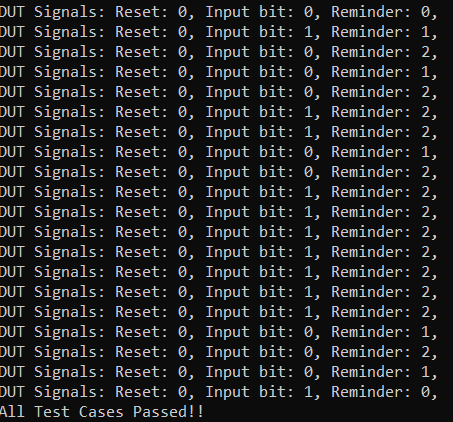 DUT Signals: Reset: 0, Input bit: 0, Reminder: 0,
DUT Signals: Reset: 0, Input bit: 1, Reminder: 1,
DUT Signals: Reset: 0, Input bit: 0, Reminder: 2,
DUT Signals: Reset: 0, Input bit: 0, Reminder: 1,
DUT Signals: Reset: 0, Input bit: 0, Reminder: 2,
DUT Signals: Reset: 0, Input bit: 1, Reminder: 2,
DUT Signals: Reset: 0, Input bit: 1, Reminder: 2,
DUT Signals: Reset: 0, Input bit: 0, Reminder: 1,
DUT Signals: Reset: 0, Input bit: 0, Reminder: 2,
DUT Signals: Reset: 0, Input bit: 1, Reminder: 2,
DUT Signals: Reset: 0, Input bit: 1, Reminder: 2,
DUT Signals: Reset: 0, Input bit: 1, Reminder: 2,
DUT Signals: Reset: 0, Input bit: 1, Reminder: 2,
DUT Signals: Reset: 0, Input bit: 1, Reminder: 2,
DUT Signals: Reset: 0, Input bit: 1, Reminder: 2,
DUT Signals: Reset: 0, Input bit: 1, Reminder: 2,
DUT Signals: Reset: 0, Input bit: 0, Reminder: 1,
DUT Signals: Reset: 0, Input bit: 0, Reminder: 2,
DUT Signals: Reset: 0, Input bit: 0, Reminder: 1,
DUT Signals: Reset: 0, Input bit: 1, Reminder: 0,
All Test Cases Passed!!